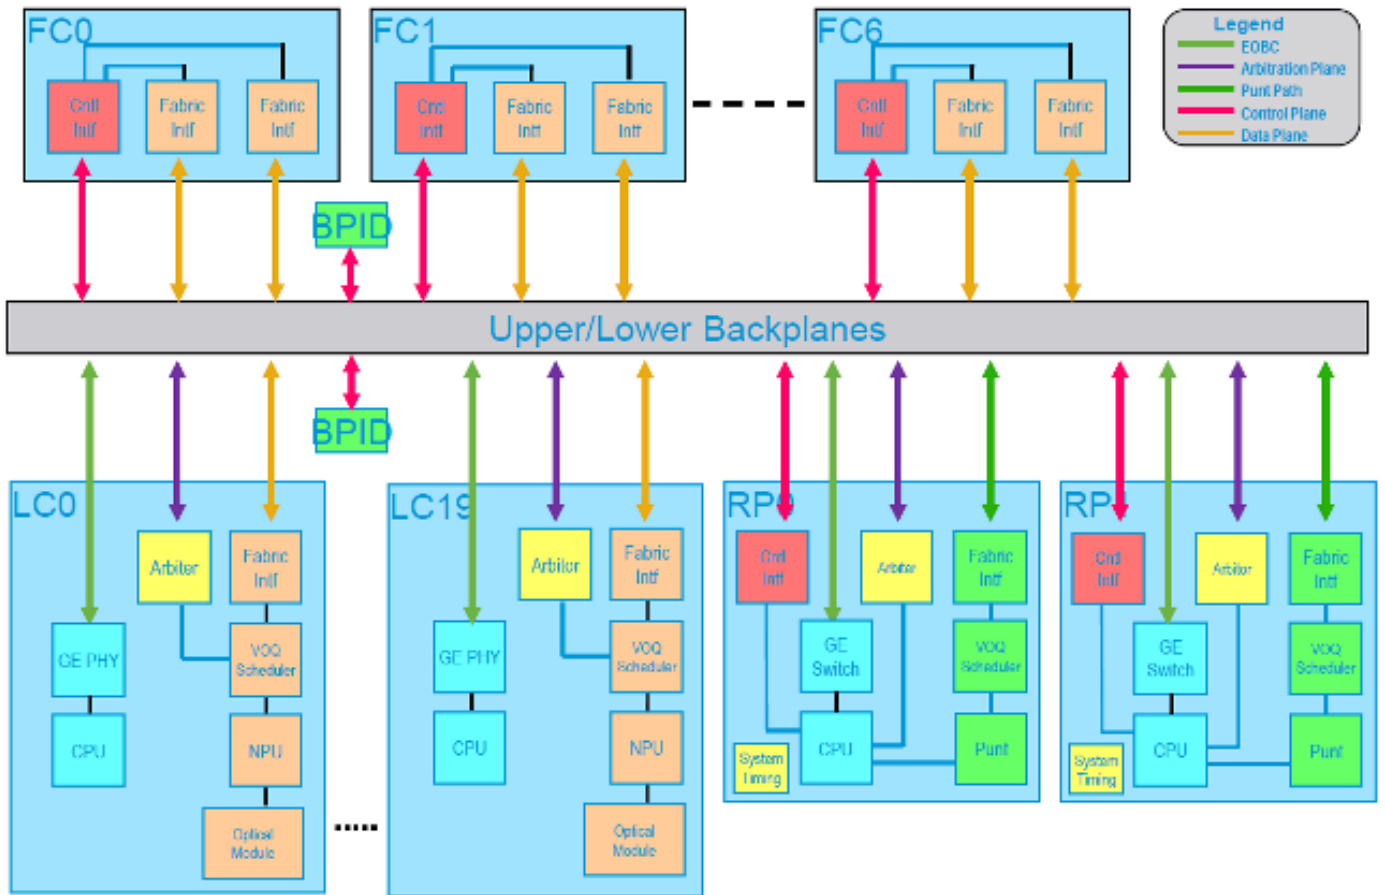 FC0
FC1
FC6
Legend
EOBC
Arbitration Plane
Punt Path
Control Plane
Data Plane
Cntl
Intf
Fabric
Intf
Fabric
Intf
Cntl
Intf
Fabric
Intf
Fabric
Intf
Cntl
Intf
Fabric
Intf
Fabric
Intf
BPID
Upper/Lower Backplanes
BPID
LC0
LC19
RP0
RP
Arbiter
Fabric
Intf
GE PHY
VOQ
Scheduler
CPU
NPU
Optical
Module
Arbiter
Fabric
Intf
GE PHY
VOQ
Scheduler
CPU
NPU
Optical
Module
Cntl
Intf
Arbiter
Fabric
Intf
GE
Switch
VOQ
Scheduler
System
Timing
CPU
Punt
Cntl
Intf
Arbiter
Fabric
Intf
GE
Switch
VOQ
Scheduler
System
Timing
CPU
Punt